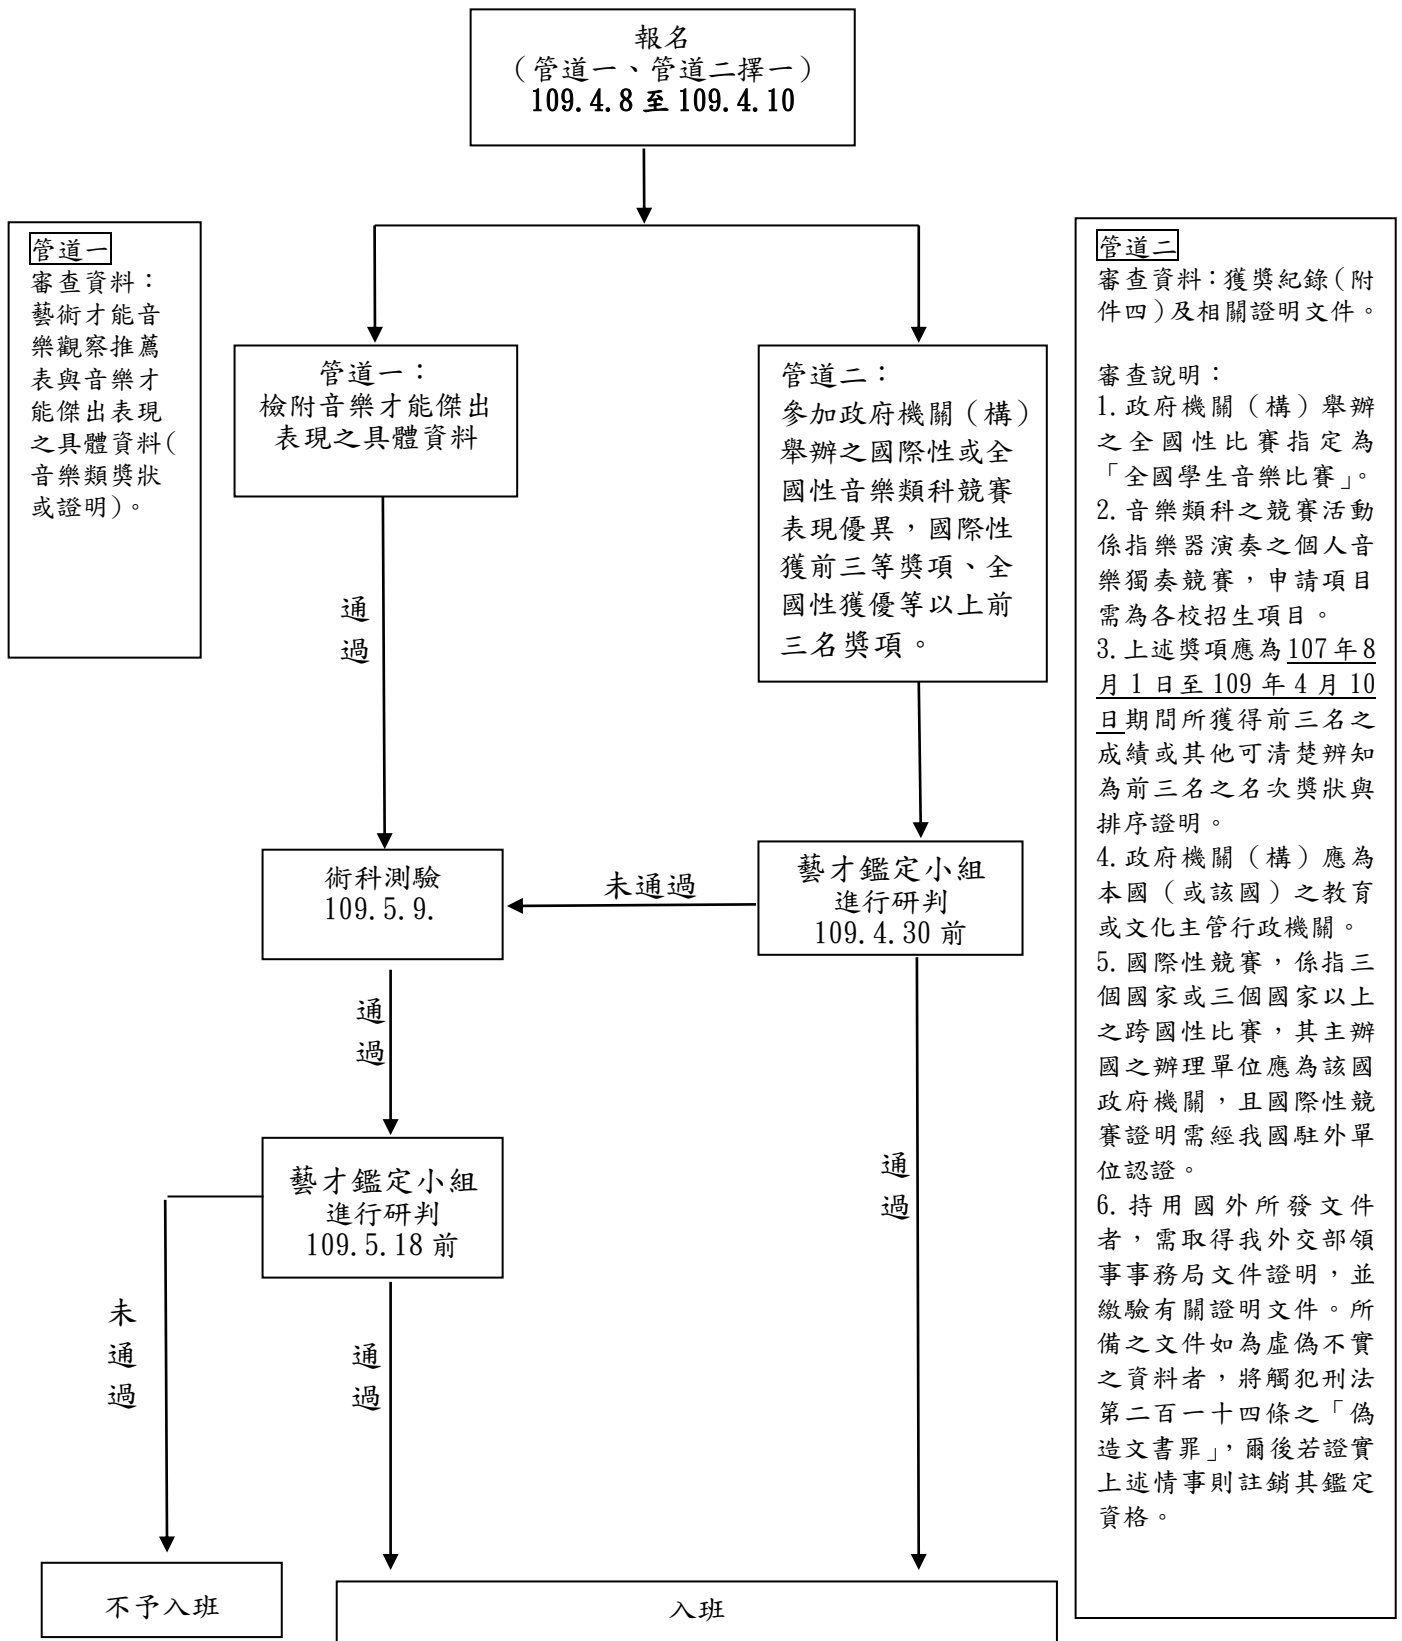 報名
（管道一、管道二擇一）
109.4.8 至 109.4.10
管道一
審查資料：
藝術才能音
樂觀察推薦
表與音樂才
能傑出表現
之具體資料(
音樂類獎狀
或證明)。
管道一：
檢附音樂才能傑出
表現之具體資料
管道二：
參加政府機關（構）
舉辦之國際性或全
國性音樂類科競賽
表現優異，國際性
獲前三等獎項、全
國性獲優等以上前
三名獎項。
管道二
審查資料：獲獎紀錄(附
件四)及相關證明文件。
審查說明：
1.政府機關（構）舉辦
之全國性比賽指定為
「全國學生音樂比賽」。
2.音樂類科之競賽活動
係指樂器演奏之個人音
樂獨奏競賽，申請項目
需為各校招生項目。
3.上述獎項應為 107 年 8
月 1 日至 109 年 4 月 10
日期間所獲得前三名之
成績或其他可清楚辨知
為前三名之名次獎狀與
排序證明。
4.政府機關（構）應為
本國（或該國）之教育
或文化主管行政機關。
5.國際性競賽，係指三
個國家或三個國家以上
之跨國性比賽，其主辦
國之辦理單位應為該國
政府機關，且國際性競
賽證明需經我國駐外單
位認證。
6.持用國外所發文件
者，需取得我外交部領
事事務局文件證明，並
繳驗有關證明文件。所
備之文件如為虛偽不實
之資料者，將觸犯刑法
第二百一十四條之「偽
造文書罪」，爾後若證實
上述情事則註銷其鑑定
資格。
通
過
術科測驗
109.5.9.
未通過
藝才鑑定小組
進行研判
109.4.30 前
通
過
通
過
藝才鑑定小組
進行研判
109.5.18 前
未
通
過
通
過
不予入班
入班